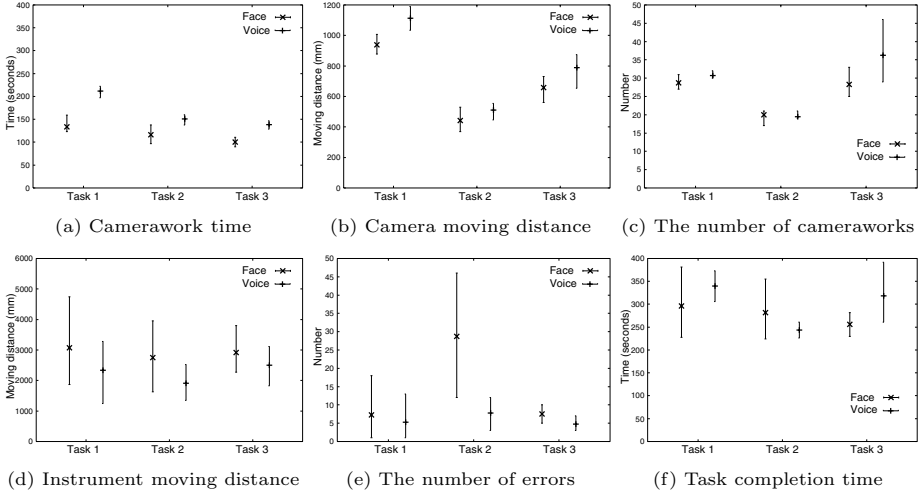 400
350
300
250
200
150
100
50
0
Time (seconds)
Face
Voice
Task 1 Task 2 Task 3
(a) Camerawork time
1200
1000
800
600
400
200
0
Moving distance (mm)
Face
Voice
Task 1 Task 2 Task 3
(b) Camera moving distance
50
45
40
35
30
25
20
15
10
5
0
Number
Face
Voice
Task 1 Task 2 Task 3
(c) The number of cameraworks
6000
5000
4000
3000
2000
1000
0
Moving distance (mm)
Face
Voice
Task 1 Task 2 Task 3
(d) Instrument moving distance
50
45
40
35
30
25
20
15
10
5
0
Number
Face
Voice
Task 1 Task 2 Task 3
(e) The number of errors
400
350
300
250
200
150
100
50
0
Time (seconds)
Face
Voice
Task 1 Task 2 Task 3
(f) Task completion time